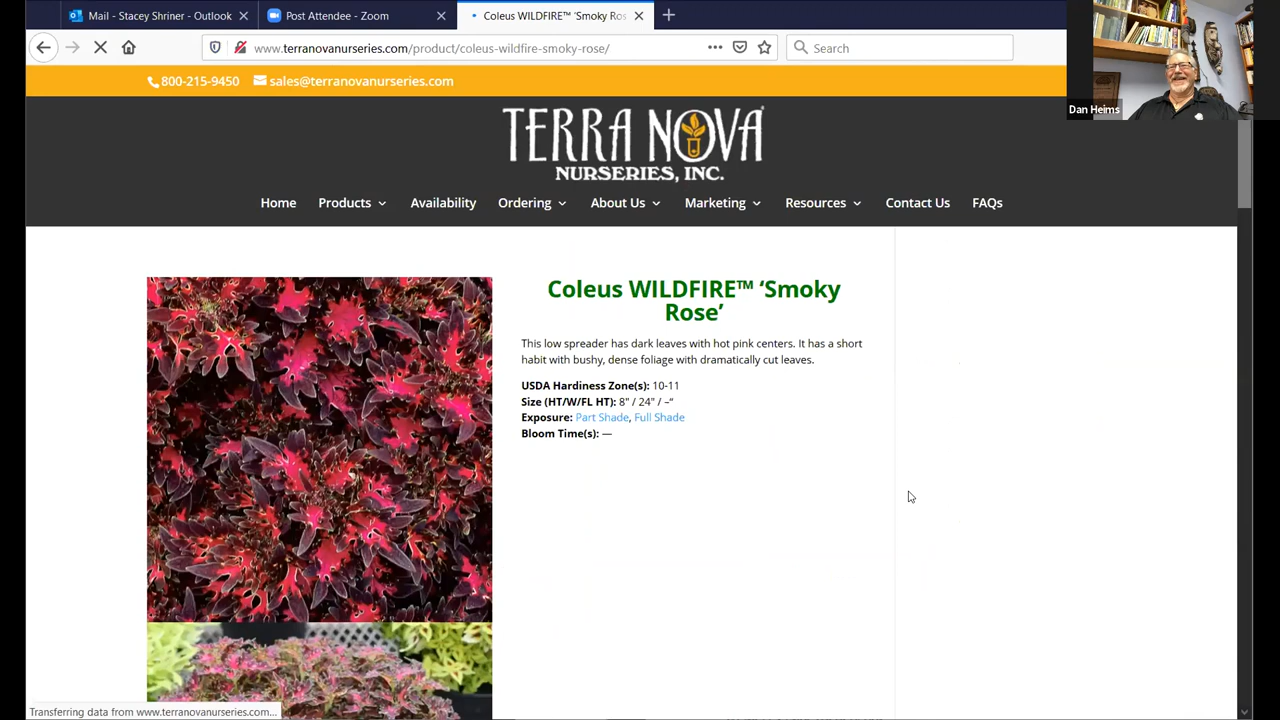 Mail - Stacey Shriner - Outlook
Post Attendee - Zoom
Coleus WILDFIRE™ 'Smoky Ros
www.terranovanurseries.com/product/coleus-wildfire-smoky-rose/
Search
800-215-9450
sales@terranovanurseries.com
Dan Heims
TERRA NOVA
NURSERIES, INC.
Home
Products
Availability
Ordering
About Us
Marketing
Resources
Contact Us
FAQs
Coleus WILDFIRE™ ‘Smoky
Rose’
This low spreader has dark leaves with hot pink centers. It has a short
habit with bushy, dense foliage with dramatically cut leaves.
USDA Hardiness Zone(s): 10-11
Size (HT/W/FL HT): 8" / 24" / –“
Exposure: Part Shade, Full Shade
Bloom Time(s): —
Transferring data from www.terranovanurseries.com...